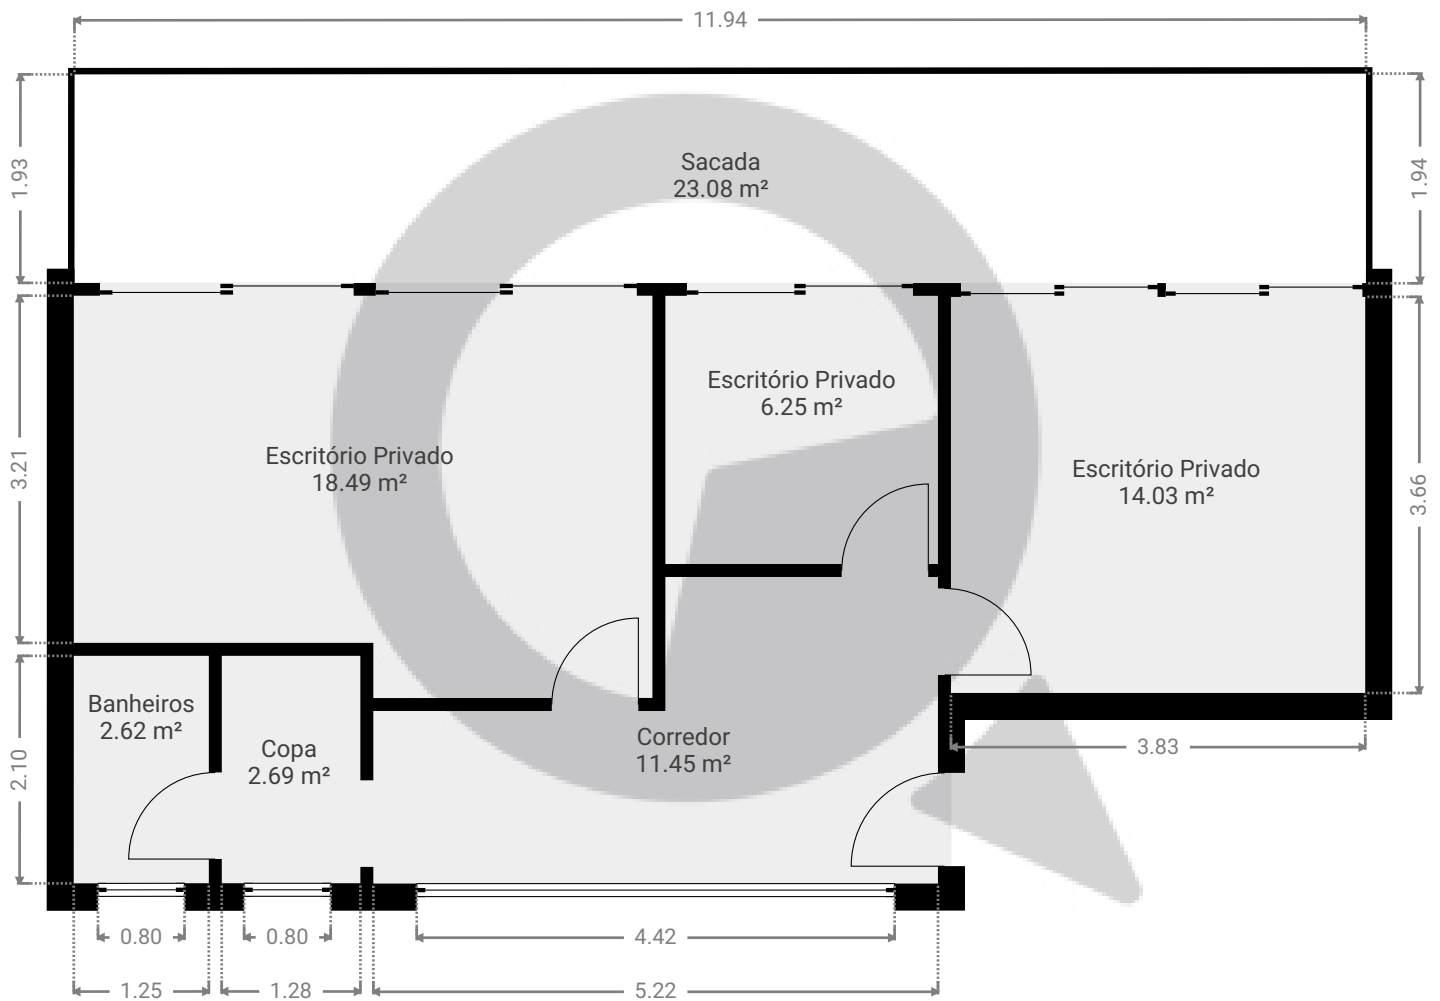 11.94
1.93
1.94
Sacada
23.08 m²
Escritório Privado
6.25 m²
Escritório Privado
18.49 m²
Escritório Privado
14.03 m²
3.21
3.66
Banheiros
2.62 m²
Copa
2.69 m²
Corredor
11.45 m²
2.10
3.83
0.80
0.80
4.42
1.25
1.28
5.22